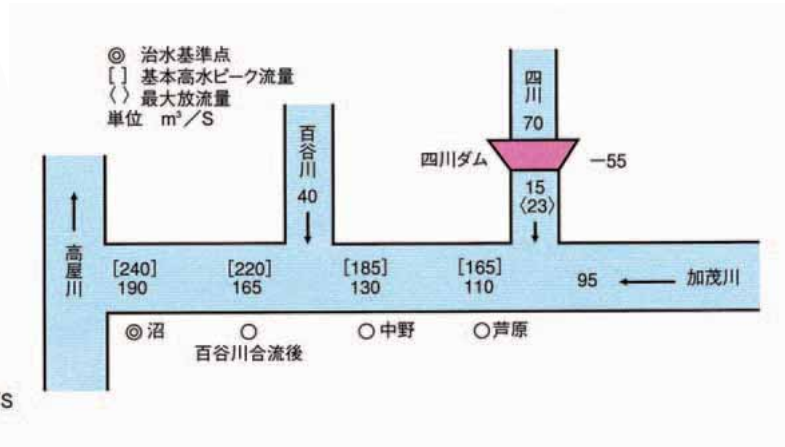 ◎ 治水基準点
[ ] 基本高水ピーク流量
〈 〉 最大放流量
単位 m³／S
四川
70
四川ダム
－55
15
〈23〉
百谷川
40
高屋川
[240]
190
[220]
165
[185]
130
[165]
110
95
加茂川
◎沼
○
百谷川合流後
○中野
○芦原
S